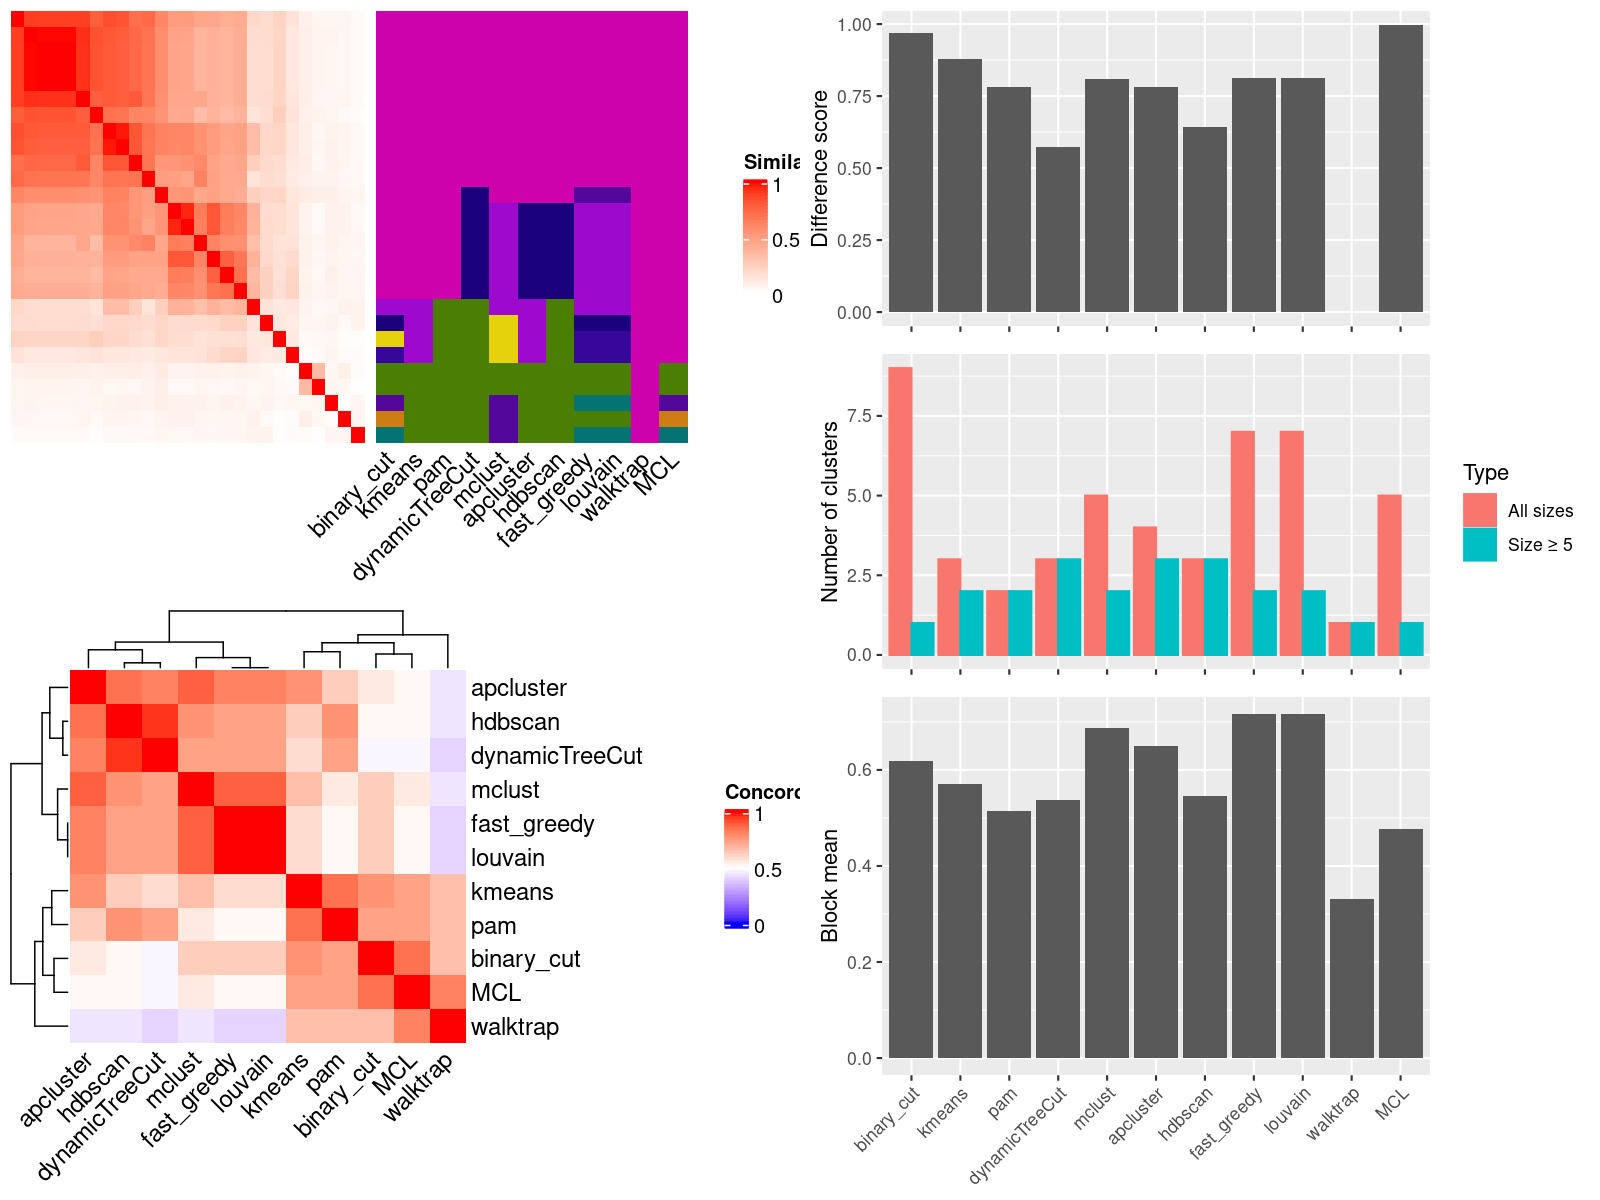 Simila
1
0.5
0
binary_cut
kmeans
pam
dynamicTreeCut
mclust
apcluster
hdbscan
fast_greedy
louvain
walktrap
MCL
apcluster
hdbscan
dynamicTreeCut
mclust
fast_greedy
louvain
kmeans
pam
binary_cut
MCL
walktrap
apcluster
hdbscan
dynamicTreeCut
mclust
fast_greedy
louvain
kmeans
pam
binary_cut
MCL
walktrap
Concord
1
0.5
0
Difference score
1.00
0.75
0.50
0.25
0.00
Number of clusters
7.5
5.0
2.5
0.0
Type
All sizes
Size ≥ 5
Block mean
0.6
0.4
0.2
0.0
binary_cut
kmeans
pam
dynamicTreeCut
mclust
apcluster
hdbscan
fast_greedy
louvain
walktrap
MCL